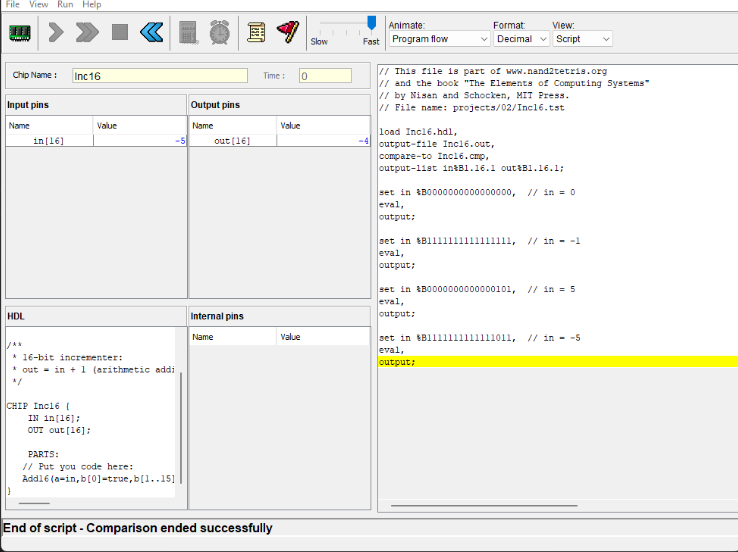 File View Run Help
Slow Fast
Animate: Format: View:
Program flow Decimal Script
Chip Name : Inc16 Time : 0
Input pins
Name Value
in[16] -5
Output pins
Name Value
out[16] -4
HDL
/**
* 16-bit incrementer:
* out = in + 1 (arithmetic addi
*/
CHIP Inc16 {
IN in[16];
OUT out[16];
PARTS:
// Put you code here:
Add16(a=in,b[0]=true,b[1..15]
}
Internal pins
Name Value
// This file is part of www.nand2tetris.org
// and the book "The Elements of Computing Systems"
// by Nisan and Schocken, MIT Press.
// File name: projects/02/Inc16.tst
load Inc16.hdl,
output-file Inc16.out,
compare-to Inc16.cmp,
output-list in%B1.16.1 out%B1.16.1;
set in %B0000000000000000, // in = 0
eval,
output;
set in %B1111111111111111, // in = -1
eval,
output;
set in %B0000000000000101, // in = 5
eval,
output;
set in %B1111111111111011, // in = -5
eval,
output;
End of script - Comparison ended successfully